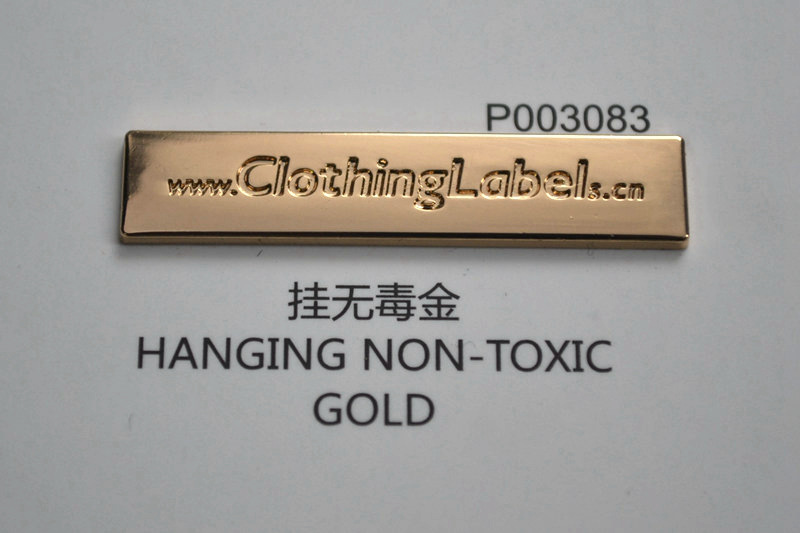 P003083
www.ClothingLabels.cn
挂无毒金
HANGING NON-TOXIC
GOLD